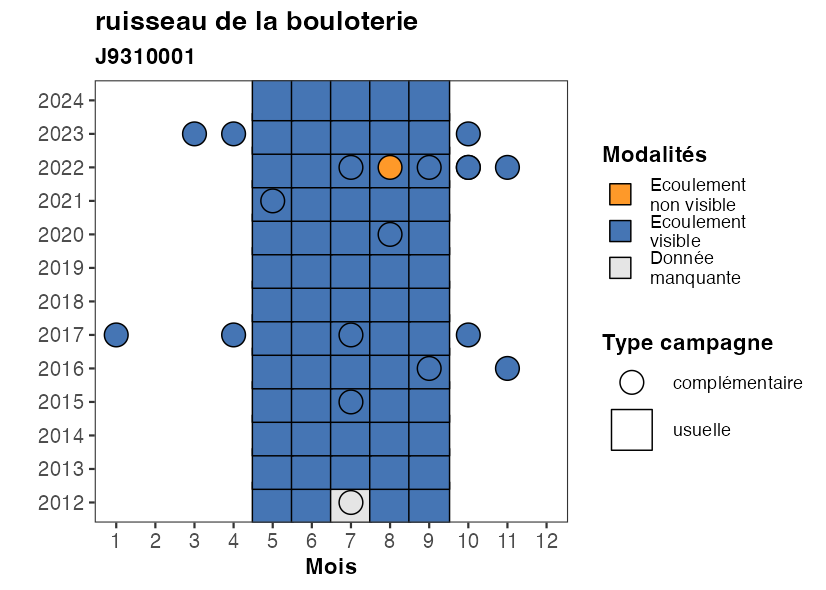 ruisseau de la bouloterie
J9310001
2024
2023
2022
2021
2020
2019
2018
2017
2016
2015
2014
2013
2012
1 2 3 4 5 6 7 8 9 10 11 12
Mois
Modalités
Ecoulement
non visible
Ecoulement
visible
Donnée
manquante
Type campagne
complémentaire
usuelle